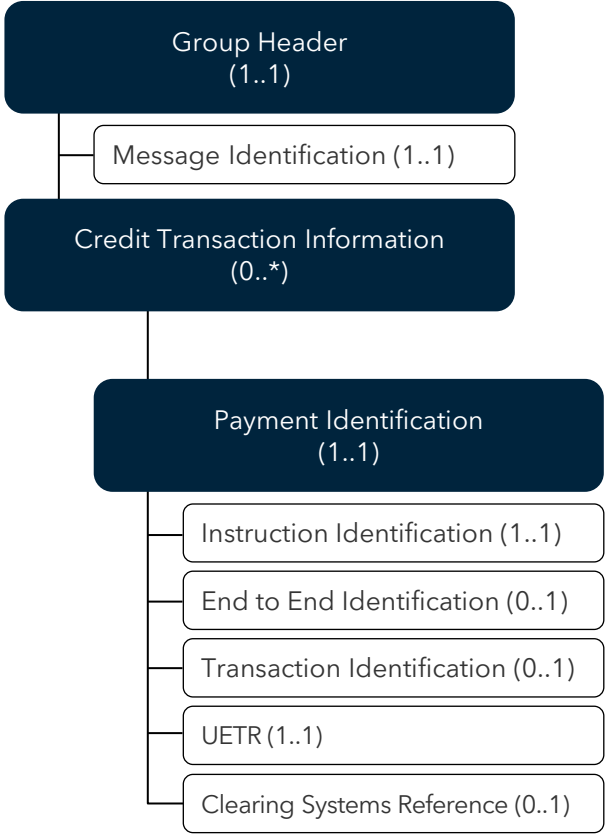 Group Header
(1..1)
Message Identification (1..1)
Credit Transaction Information
(0..*)
Payment Identification
(1..1)
Instruction Identification (1..1)
End to End Identification (0..1)
Transaction Identification (0..1)
UETR (1..1)
Clearing Systems Reference (0..1)